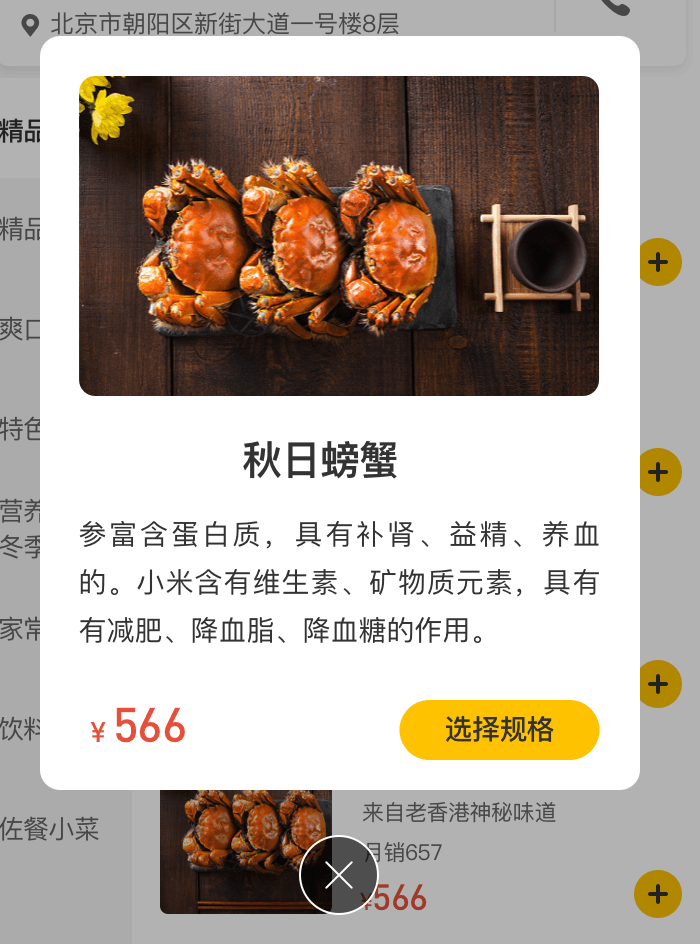 北京市朝阳区新街大道一号楼8层
精品
精品
爽口
特色
营养
冬季
家常
饮料
佐餐小菜
秋日螃蟹
参富含蛋白质，具有补肾、益精、养血
的。小米含有维生素、矿物质元素，具有
有减肥、降血脂、降血糖的作用。
¥ 566
选择规格
来自老香港神秘味道
月销657
¥566